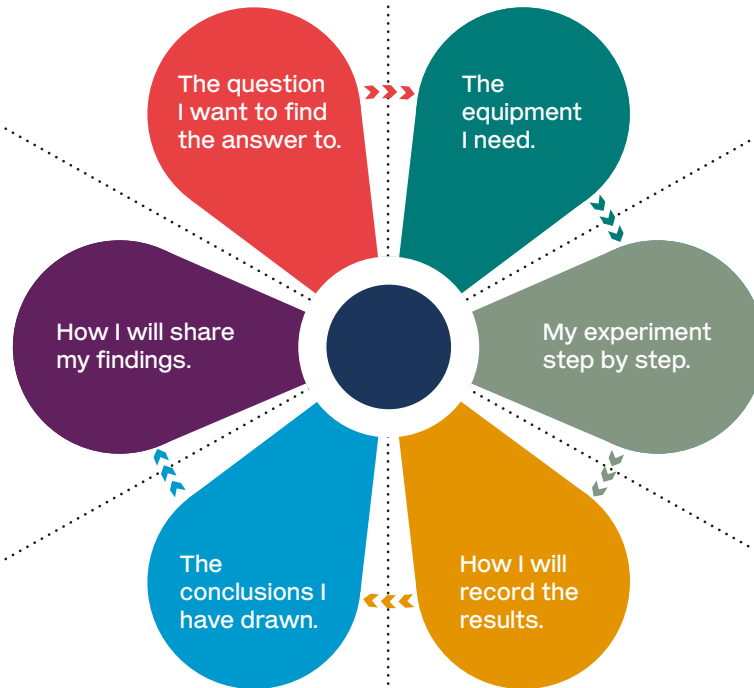 The question
I want to find
the answer to.
The
equipment
I need.
My experiment
step by step.
How I will
record the
results.
The
conclusions I
have drawn.
How I will share
my findings.